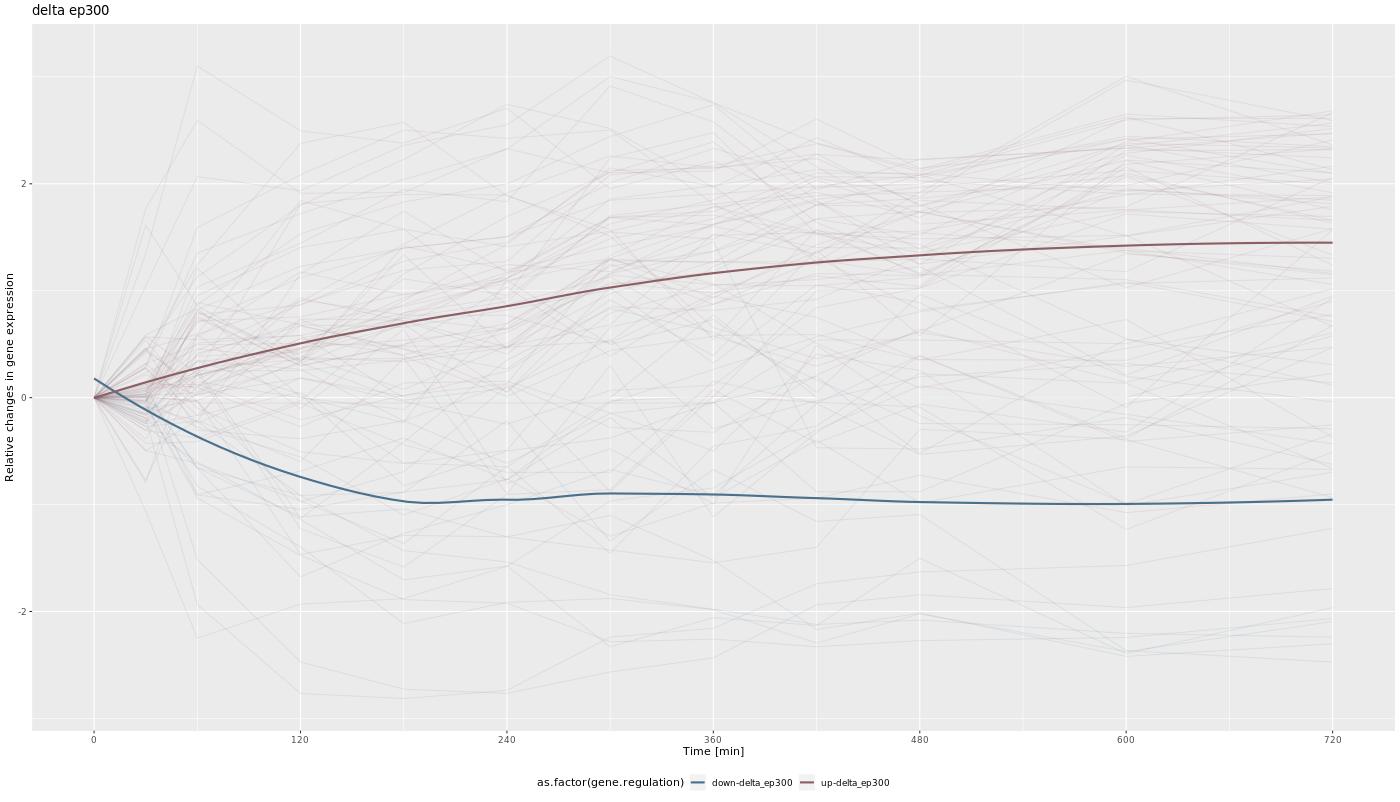 delta ep300
Relative changes in gene expression
2
0
-2
0 120 240 360 480 600 720
Time [min]
as.factor(gene.regulation) down-delta_ep300 up-delta_ep300